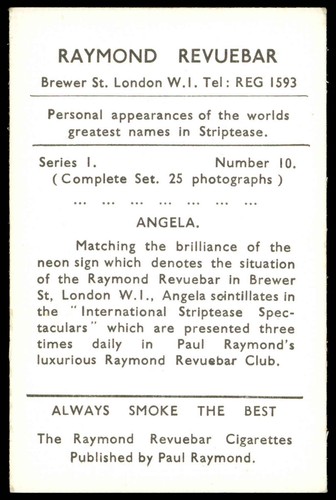 RAYMOND REVUEBAR
Brewer St. London W.1. Tel: REG 1593
Personal appearances of the worlds
greatest names in Striptease.
Series 1. Number 10.
( Complete Set. 25 photographs )
... ... ... ... ... ... ...
ANGELA.
Matching the brilliance of the
neon sign which denotes the situation
of the Raymond Revuebar in Brewer
St, London W.1., Angela scintillates in
the "International Striptease Spec-
taculars" which are presented three
times daily in Paul Raymond's
luxurious Raymond Revuebar Club.
ALWAYS SMOKE THE BEST
The Raymond Revuebar Cigarettes
Published by Paul Raymond.